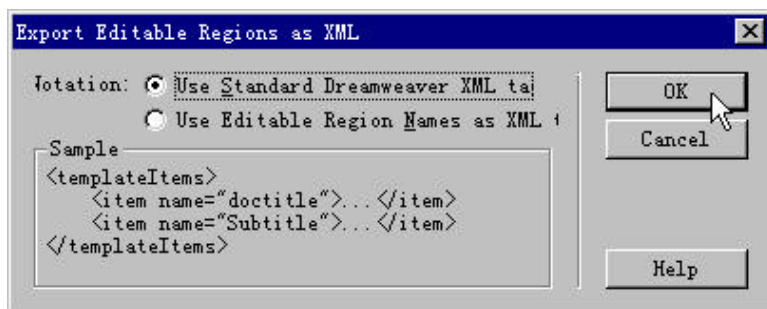 Export Editable Regions as XML
Notation: Use Standard Dreamweaver XML ta
Use Editable Region Names as XML t
OK
Cancel
Sample
<templateItems>
<item name="doctitle">...</item>
<item name="Subtitle">...</item>
</templateItems>
Help